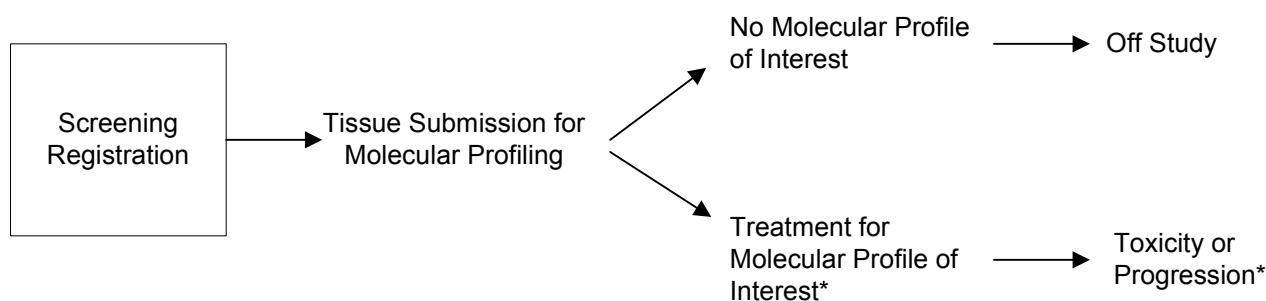 Screening
Registration
Tissue Submission for
Molecular Profiling
No Molecular Profile
of Interest
Off Study
Treatment for
Molecular Profile of
Interest*
Toxicity or
Progression*